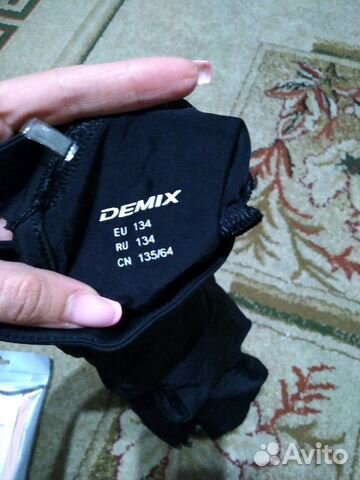 DEMIX
EU 134
RU 134
CN 135/64
Avito